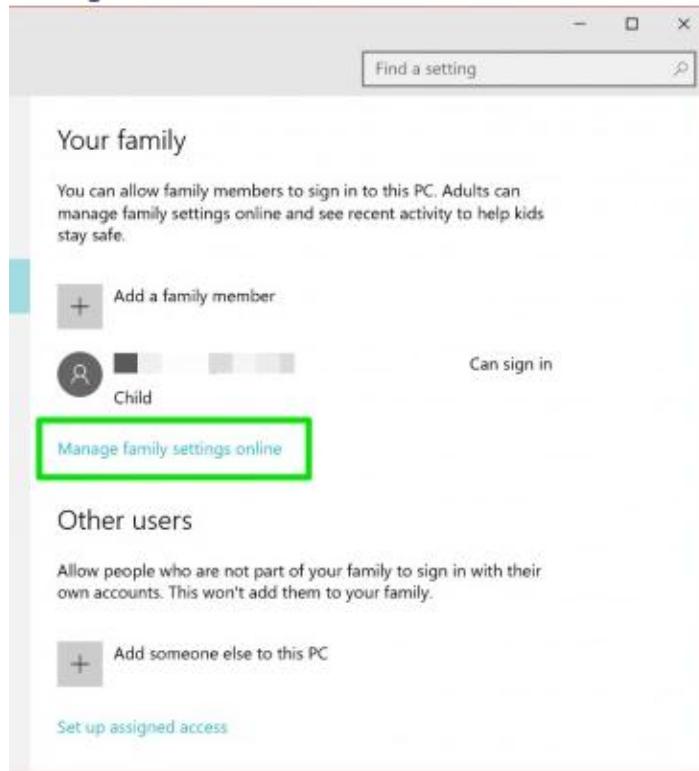 Find a setting
Your family
You can allow family members to sign in to this PC. Adults can
manage family settings online and see recent activity to help kids
stay safe.
Add a family member
Can sign in
Child
Manage family settings online
Other users
Allow people who are not part of your family to sign in with their
own accounts. This won't add them to your family.
Add someone else to this PC
Set up assigned access